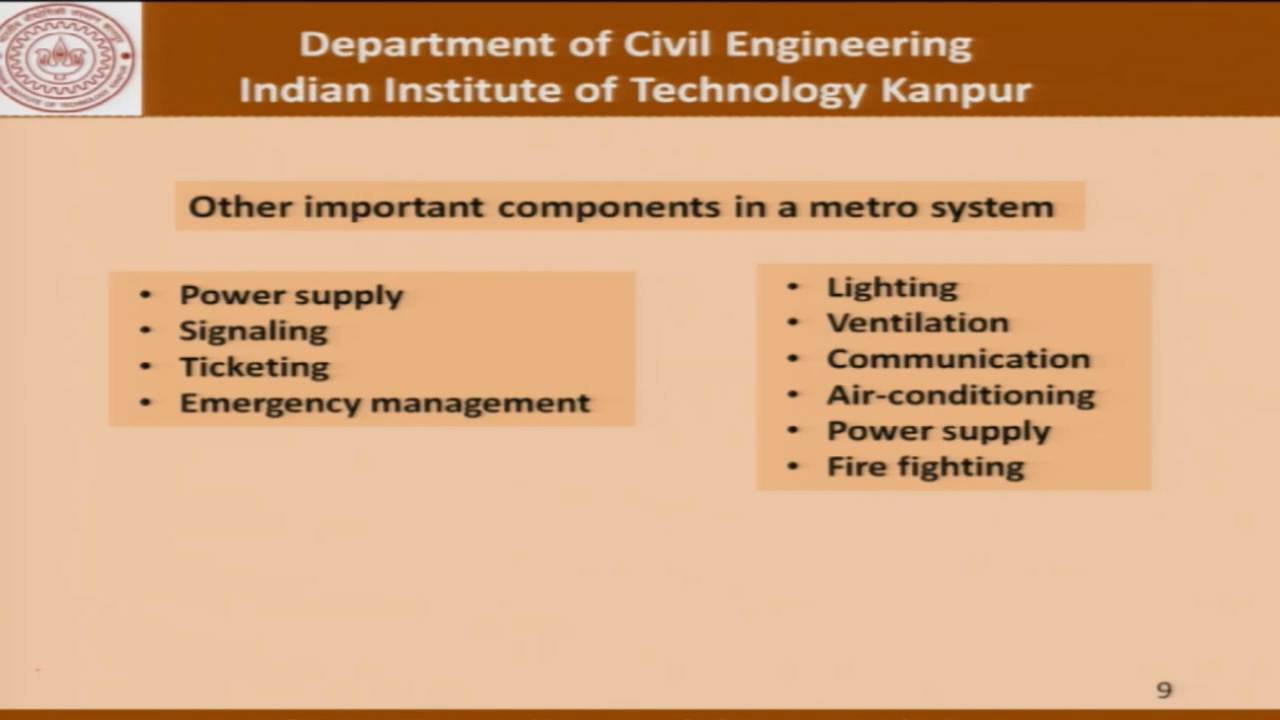 Department of Civil Engineering
Indian Institute of Technology Kanpur
Other important components in a metro system
• Power supply
• Signaling
• Ticketing
• Emergency management
• Lighting
• Ventilation
• Communication
• Air-conditioning
• Power supply
• Fire fighting
9